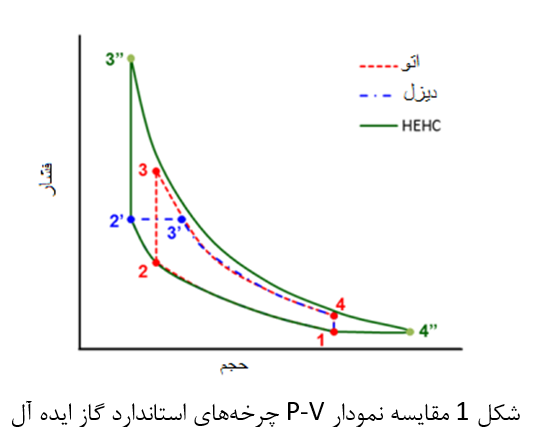 3”
اتو
دیزل
HEHC
فشار
3
2’
3’
2
4
1
4”
حجم
شکل 1 مقایسه نمودار P-V چرخه‌های استاندارد گاز ایده آل